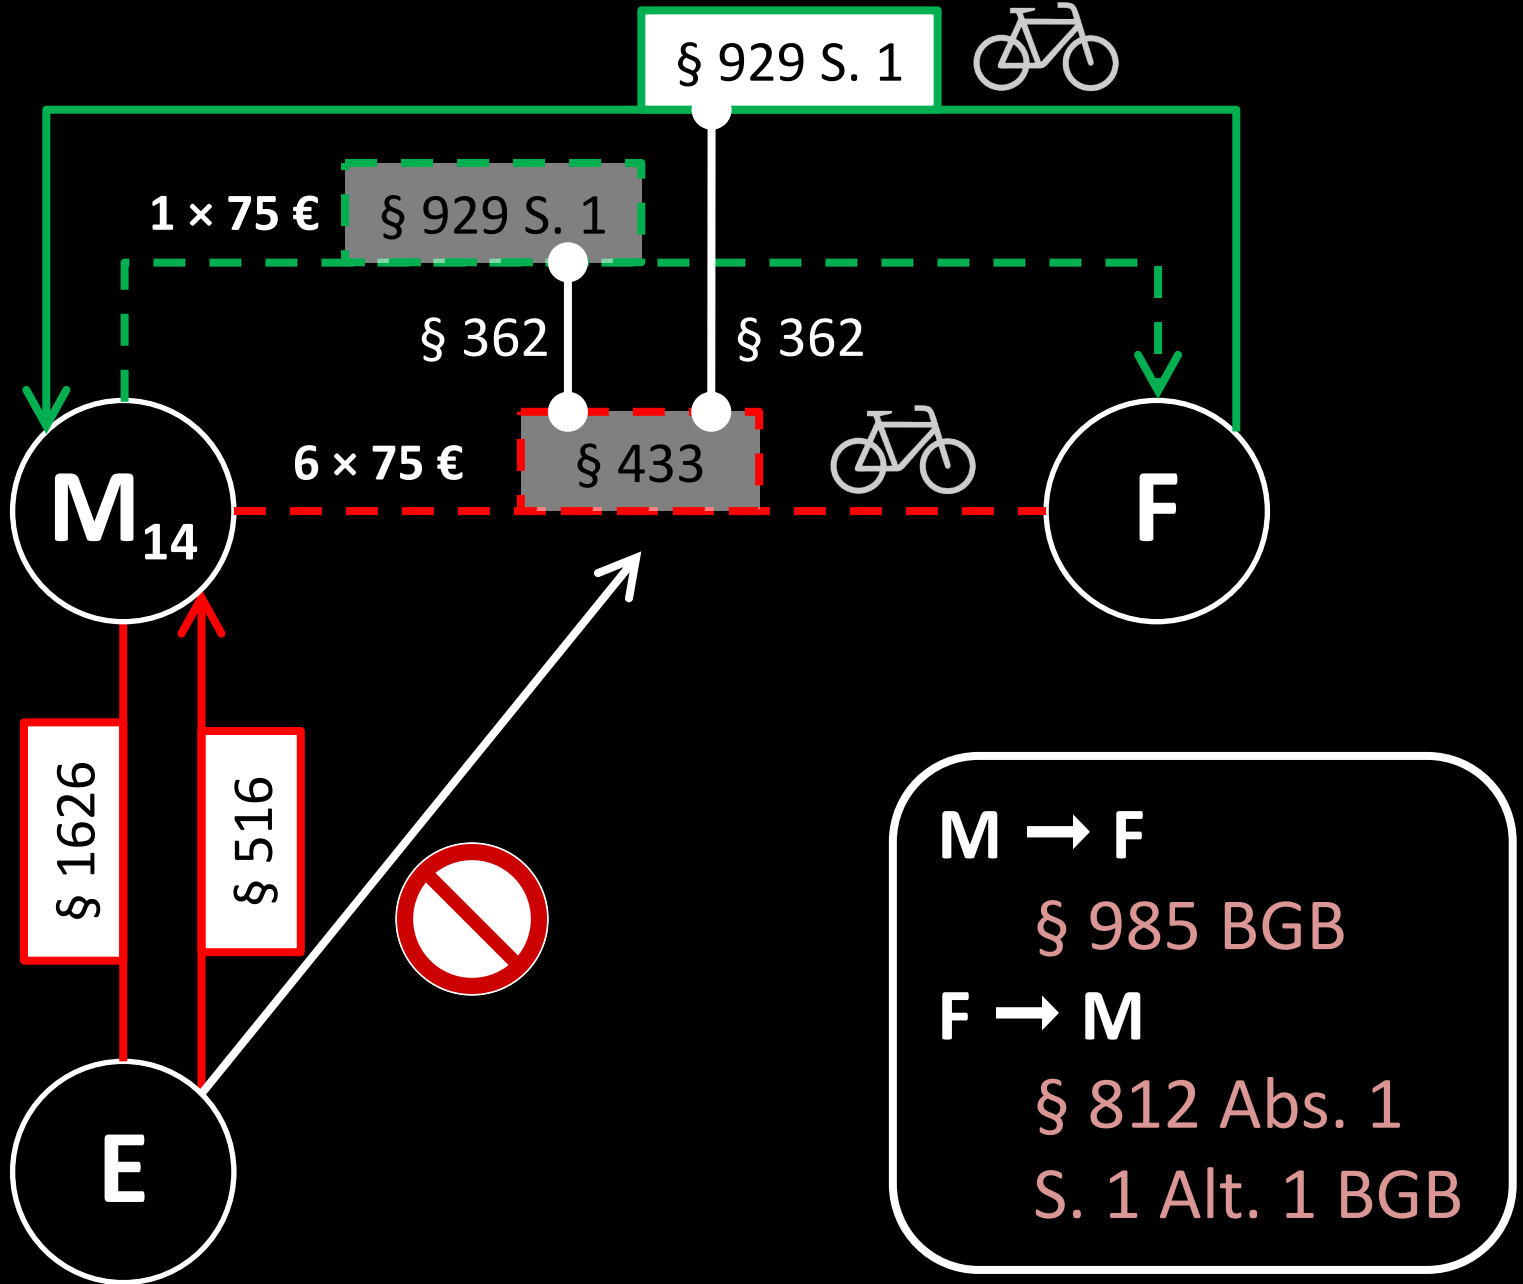 § 929 S. 1
1 × 75 €
§ 929 S. 1
§ 362
§ 362
6 × 75 €
§ 433
M14
F
§ 1626
§ 516
E
M → F
§ 985 BGB
F → M
§ 812 Abs. 1
S. 1 Alt. 1 BGB